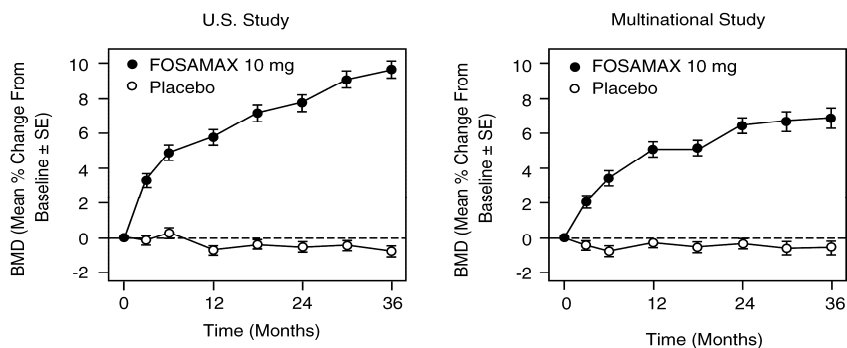 U.S. Study
BMD (Mean % Change From
Baseline ± SE)
10
8
6
4
2
0
-2
FOSAMAX 10 mg
Placebo
0
12
24
36
Time (Months)
Multinational Study
BMD (Mean % Change From
Baseline ± SE)
10
8
6
4
2
0
-2
FOSAMAX 10 mg
Placebo
0
12
24
36
Time (Months)